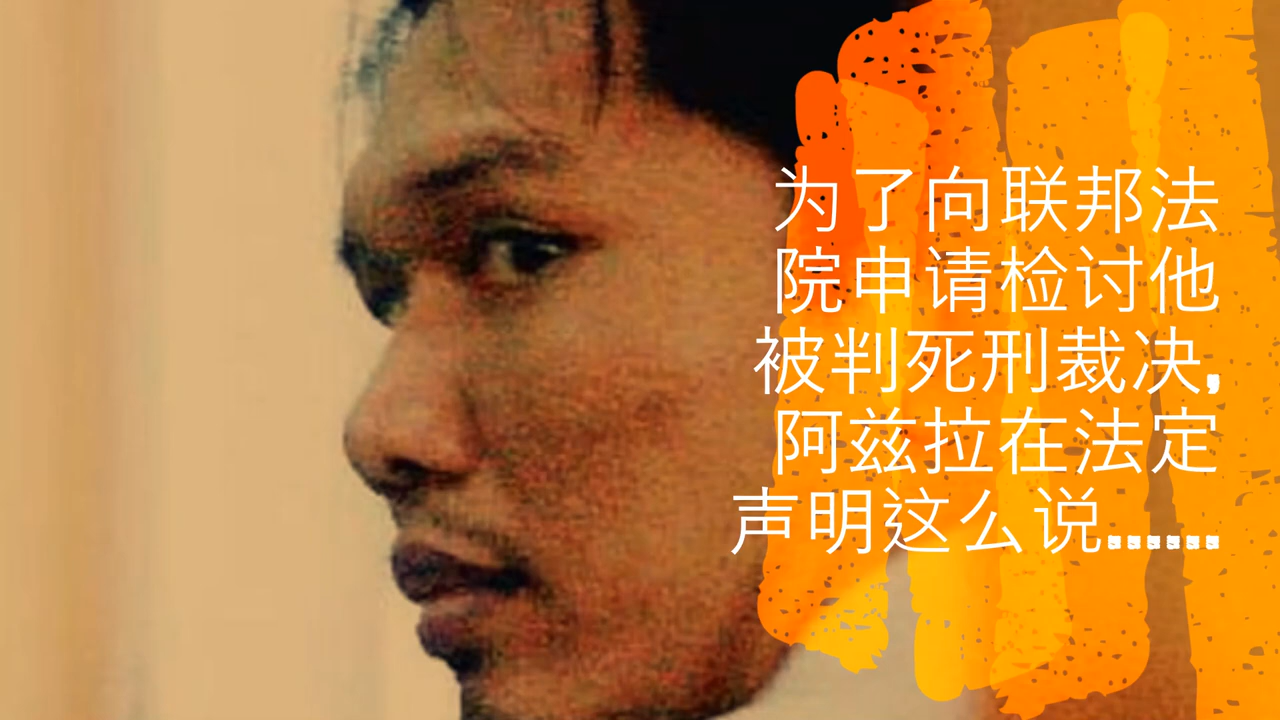 为了向联邦法
院申请检讨他
被判死刑裁决,
阿兹拉在法定
声明这么说......